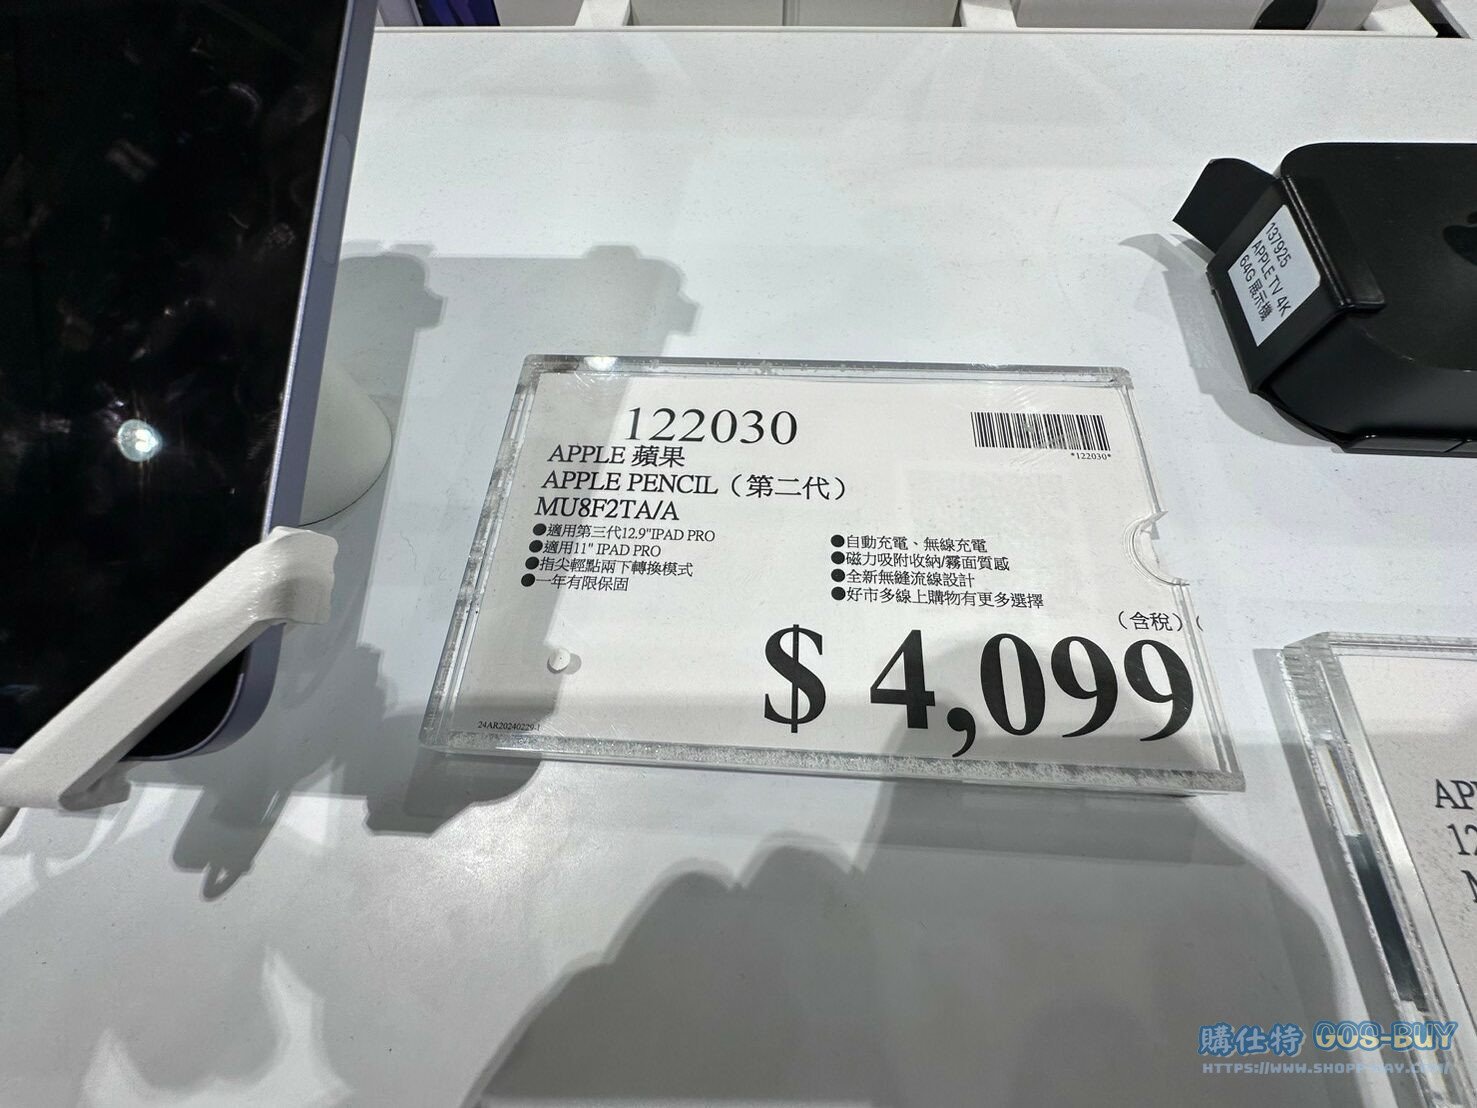 122030
*122030*
APPLE 蘋果
APPLE PENCIL（第二代）
MU8F2TA/A
●適用第三代12.9"IPAD PRO
●適用11" IPAD PRO
●指尖輕點兩下轉換模式
●一年有限保固
●自動充電、無線充電
●磁力吸附收納/霧面質感
●全新無縫流線設計
●好市多線上購物有更多選擇
（含稅）
$ 4,099
24AR20240229-1
137925
APPLE TV 4K
64G 展示機
購仕特 GOS-BUY